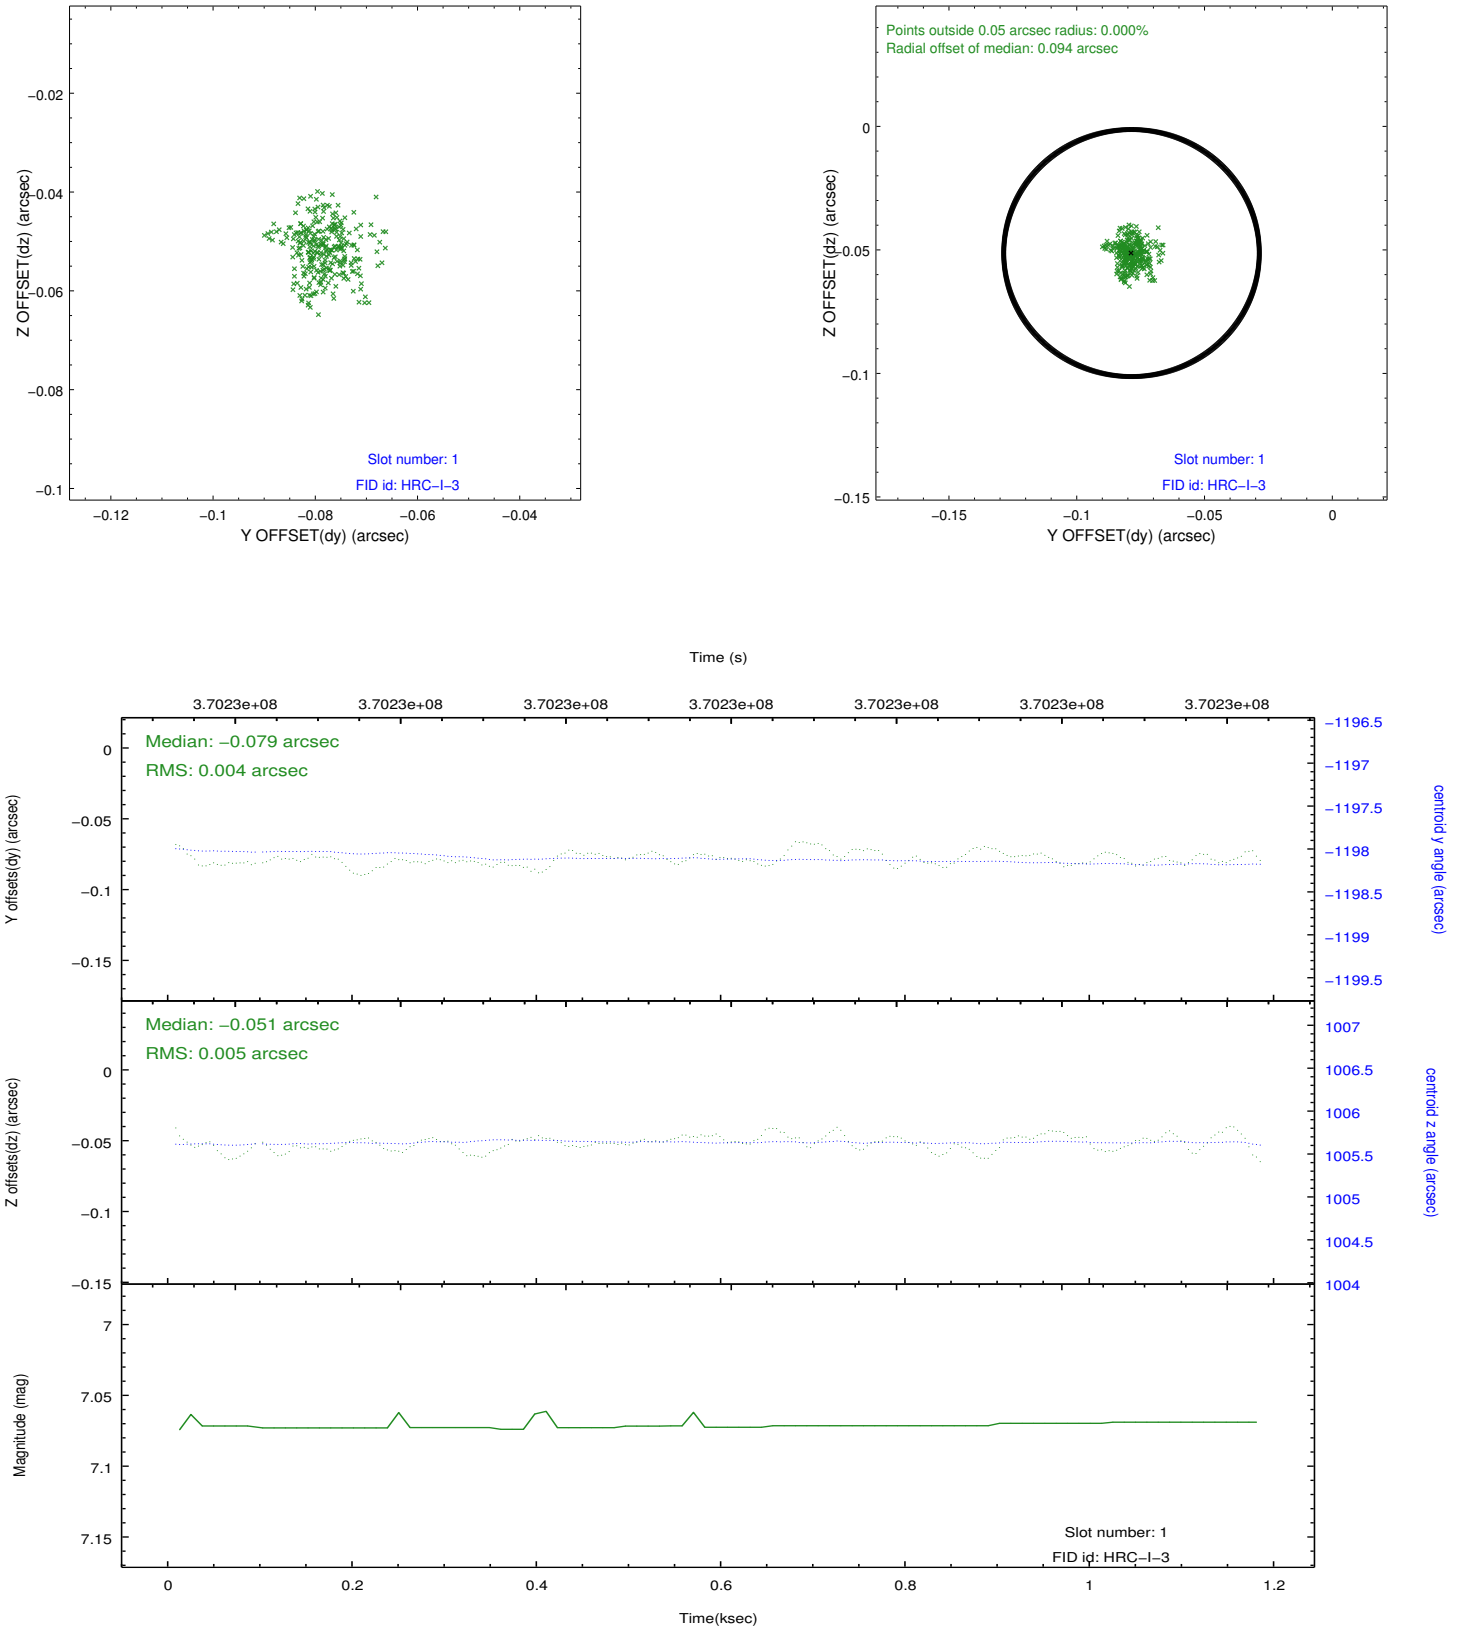 −0.02
−0.04
−0.06
−0.08
−0.1
Z OFFSET(dz) (arcsec)
Slot number: 1
FID id: HRC−I−3
−0.12
−0.1
−0.08
−0.06
−0.04
Y OFFSET(dy) (arcsec)
Points outside 0.05 arcsec radius: 0.000%
Radial offset of median: 0.094 arcsec
0
−0.05
−0.1
−0.15
Z OFFSET(dz) (arcsec)
Slot number: 1
FID id: HRC−I−3
−0.15
−0.1
−0.05
0
Y OFFSET(dy) (arcsec)
Time (s)
3.7023e+08
3.7023e+08
3.7023e+08
3.7023e+08
3.7023e+08
3.7023e+08
3.7023e+08
Median: −0.079 arcsec
RMS: 0.004 arcsec
0
−0.05
−0.1
−0.15
Y offsets(dy) (arcsec)
−1196.5
−1197
−1197.5
−1198
−1198.5
−1199
−1199.5
centroid y angle (arcsec)
Median: −0.051 arcsec
RMS: 0.005 arcsec
0
−0.05
−0.1
−0.15
Z offsets(dz) (arcsec)
1007
1006.5
1006
1005.5
1005
1004.5
1004
centroid z angle (arcsec)
7
7.05
7.1
7.15
Magnitude (mag)
Slot number: 1
FID id: HRC−I−3
0
0.2
0.4
0.6
0.8
1
1.2
Time(ksec)